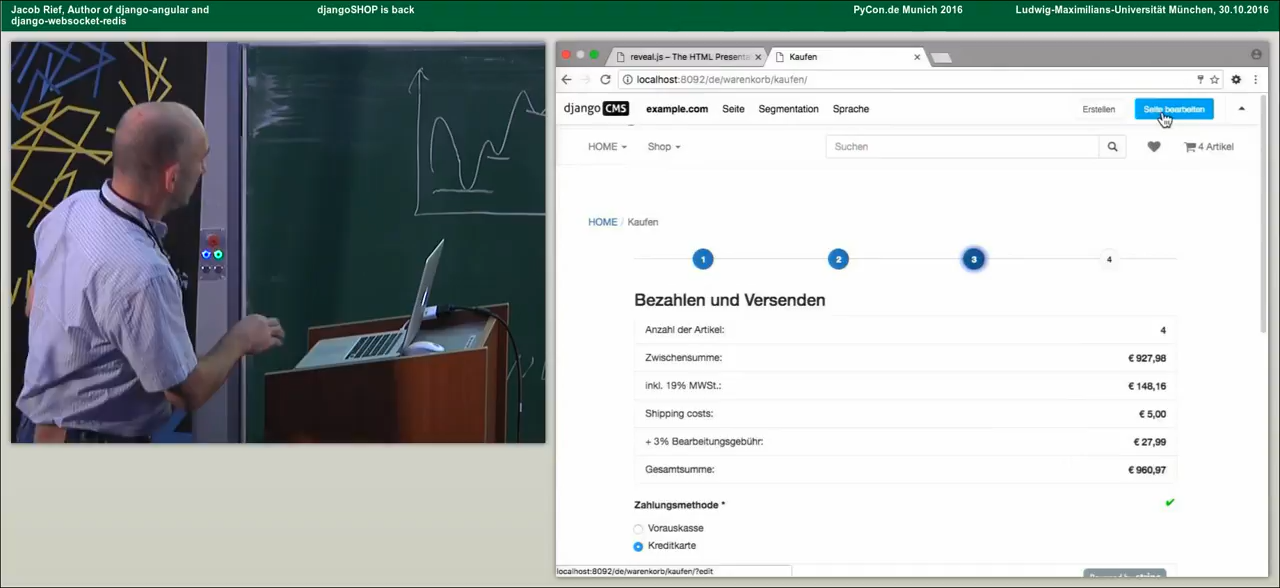 Jacob Rief, Author of django-angular and
django-websocket-redis
djangoSHOP is back
PyCon.de Munich 2016
Ludwig-Maximilians-Universität München, 30.10.2016
reveal.js – The HTML Presenta
Kaufen
localhost:8092/de/warenkorb/kaufen/
django CMS example.com Seite Segmentation Sprache Erstellen Seite bearbeiten
HOME Shop Suchen 4 Artikel
HOME / Kaufen
1 2 3 4
Bezahlen und Versenden
Anzahl der Artikel: 4
Zwischensumme: € 927,98
inkl. 19% MWSt.: € 148,16
Shipping costs: € 5,00
+ 3% Bearbeitungsgebühr: € 27,99
Gesamtsumme: € 960,97
Zahlungsmethode *
Vorauskasse
Kreditkarte
localhost:8092/de/warenkorb/kaufen/?edit